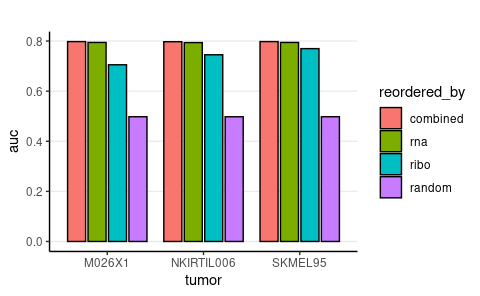 0.8
0.6
0.4
0.2
0.0
auc
M026X1 NKIRTIL006 SKMEL95
tumor
reordered_by
combined
rna
ribo
random